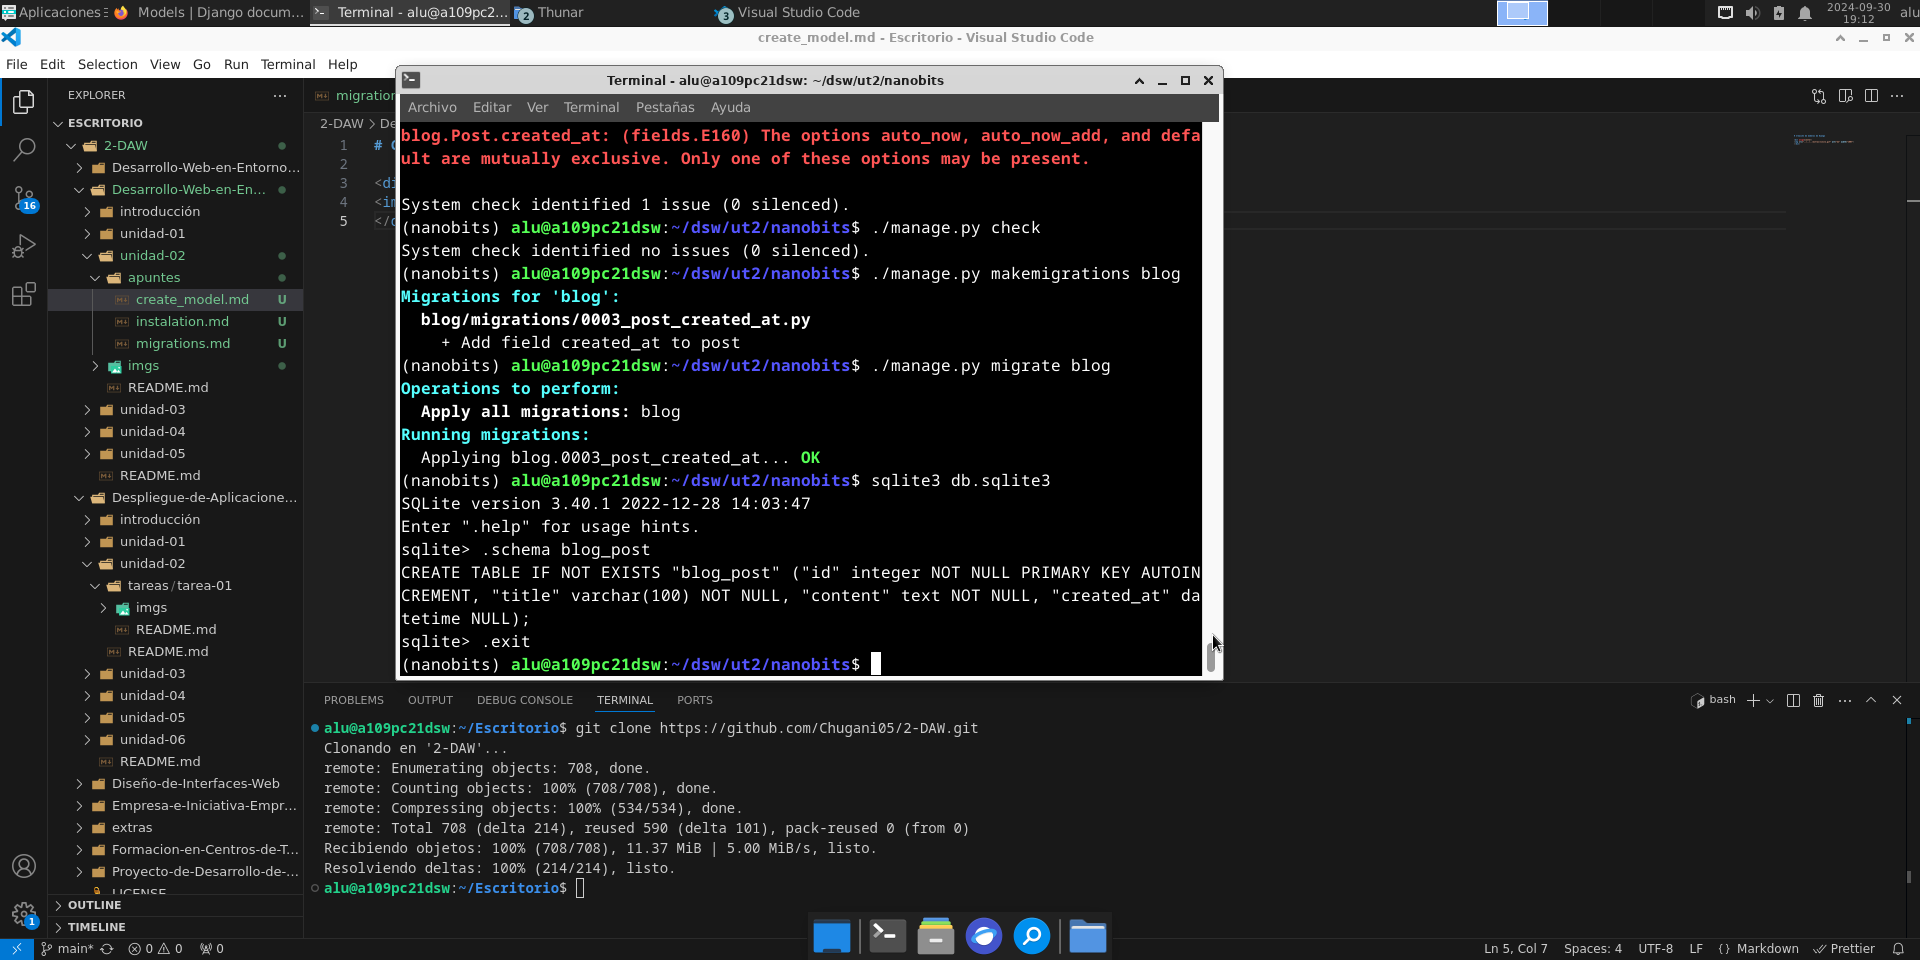 Aplicaciones
Models | Django docum...
Terminal - alu@a109pc2...
2 Thunar
3 Visual Studio Code
2024-09-30
19:12
alu
create_model.md - Escritorio - Visual Studio Code
File Edit Selection View Go Run Terminal Help
EXPLORER
ESCRITORIO
2-DAW
Desarrollo-Web-en-Entorno...
Desarrollo-Web-en-En...
introducción
unidad-01
unidad-02
apuntes
create_model.md U
instalation.md U
migrations.md U
imgs
README.md
unidad-03
unidad-04
unidad-05
README.md
Despliegue-de-Aplicacione...
introducción
unidad-01
unidad-02
tareas/tarea-01
imgs
README.md
README.md
unidad-03
unidad-04
unidad-05
unidad-06
README.md
Diseño-de-Interfaces-Web
Empresa-e-Iniciativa-Empr...
extras
Formacion-en-Centros-de-T...
Proyecto-de-Desarrollo-de-...
LICENSE
OUTLINE
TIMELINE
16
1
migration
2-DAW > De
1 #
2
3 <di
4 <im
5 </
Terminal - alu@a109pc21dsw: ~/dsw/ut2/nanobits
Archivo Editar Ver Terminal Pestañas Ayuda
blog.Post.created_at: (fields.E160) The options auto_now, auto_now_add, and defa
ult are mutually exclusive. Only one of these options may be present.
System check identified 1 issue (0 silenced).
(nanobits) alu@a109pc21dsw:~/dsw/ut2/nanobits$ ./manage.py check
System check identified no issues (0 silenced).
(nanobits) alu@a109pc21dsw:~/dsw/ut2/nanobits$ ./manage.py makemigrations blog
Migrations for 'blog':
blog/migrations/0003_post_created_at.py
+ Add field created_at to post
(nanobits) alu@a109pc21dsw:~/dsw/ut2/nanobits$ ./manage.py migrate blog
Operations to perform:
Apply all migrations: blog
Running migrations:
Applying blog.0003_post_created_at... OK
(nanobits) alu@a109pc21dsw:~/dsw/ut2/nanobits$ sqlite3 db.sqlite3
SQLite version 3.40.1 2022-12-28 14:03:47
Enter ".help" for usage hints.
sqlite> .schema blog_post
CREATE TABLE IF NOT EXISTS "blog_post" ("id" integer NOT NULL PRIMARY KEY AUTOIN
CREMENT, "title" varchar(100) NOT NULL, "content" text NOT NULL, "created_at" da
tetime NULL);
sqlite> .exit
(nanobits) alu@a109pc21dsw:~/dsw/ut2/nanobits$
PROBLEMS OUTPUT DEBUG CONSOLE TERMINAL PORTS
bash
alu@a109pc21dsw:~/Escritorio$ git clone https://github.com/Chugani05/2-DAW.git
Clonando en '2-DAW'...
remote: Enumerating objects: 708, done.
remote: Counting objects: 100% (708/708), done.
remote: Compressing objects: 100% (534/534), done.
remote: Total 708 (delta 214), reused 590 (delta 101), pack-reused 0 (from 0)
Recibiendo objetos: 100% (708/708), 11.37 MiB | 5.00 MiB/s, listo.
Resolviendo deltas: 100% (214/214), listo.
alu@a109pc21dsw:~/Escritorio$
main* 0 0 0
Ln 5, Col 7 Spaces: 4 UTF-8 LF {} Markdown Prettier